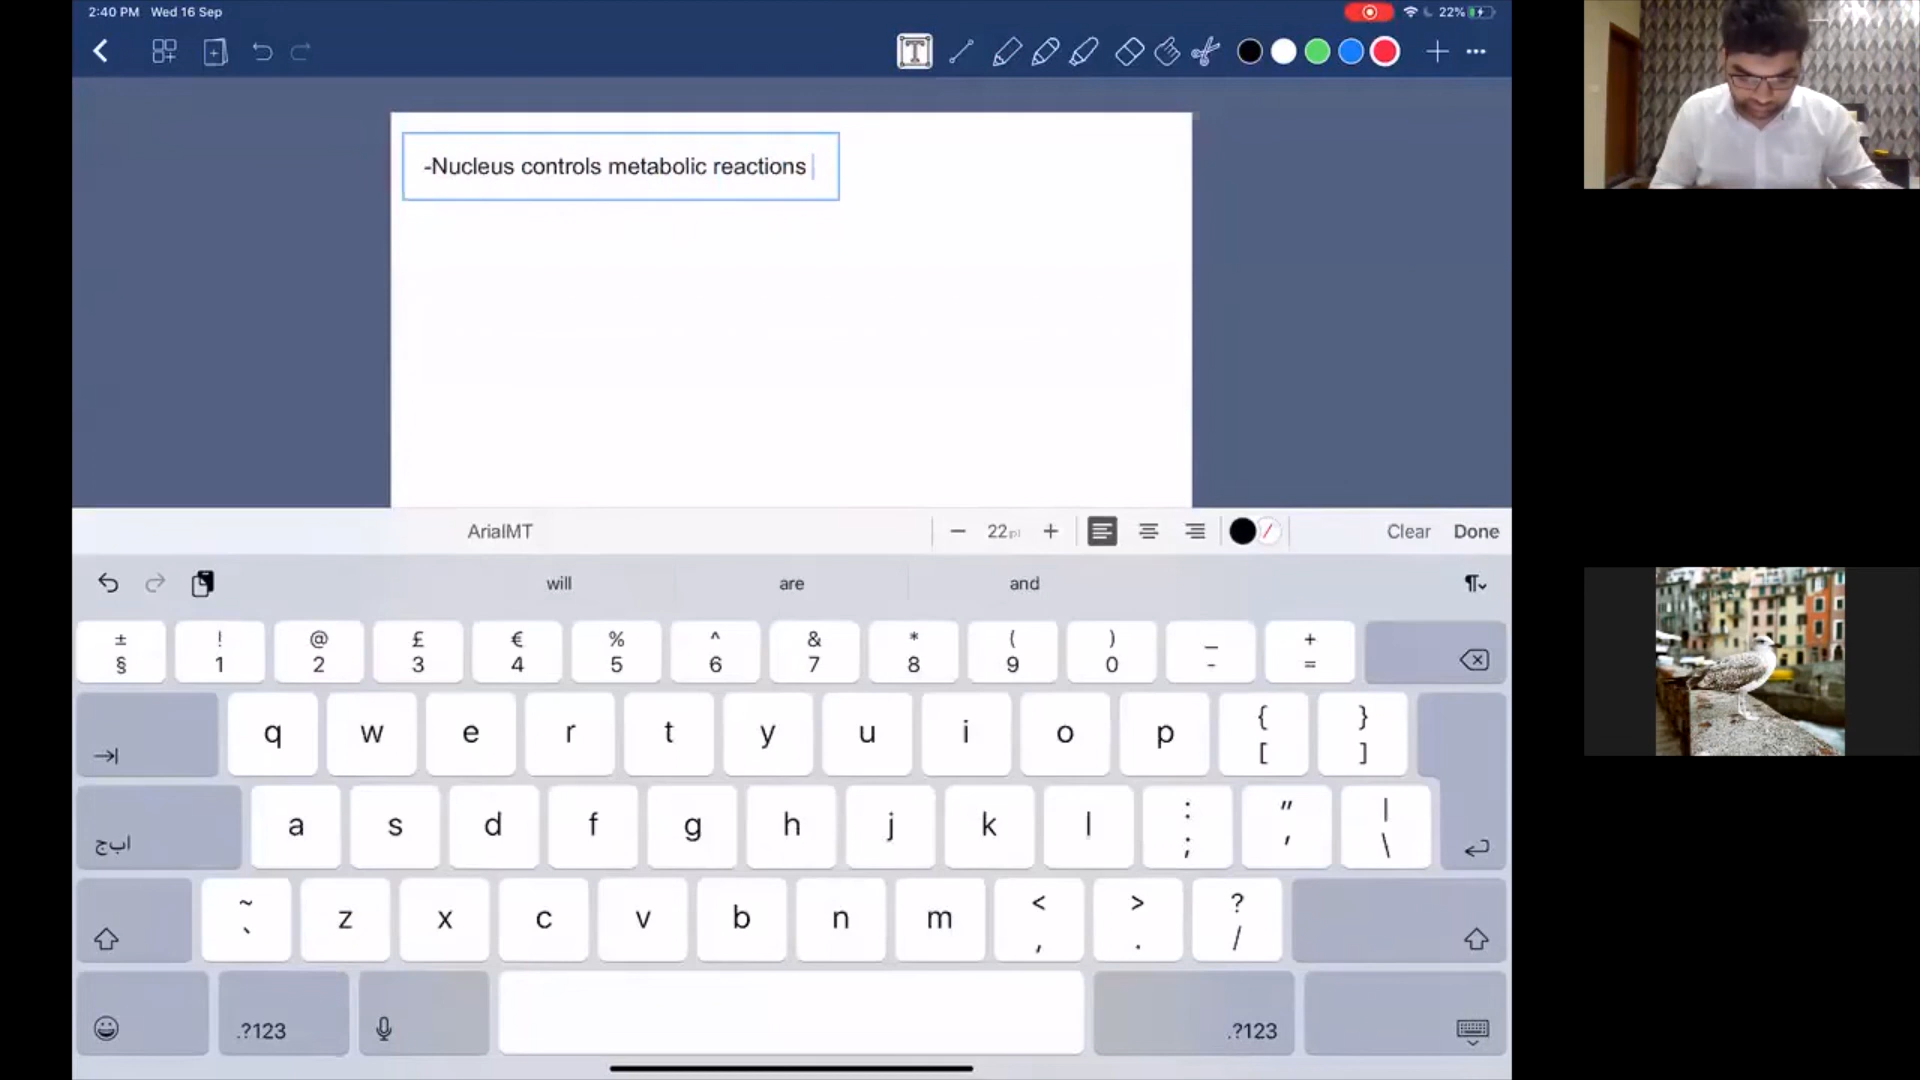 2:40 PM Wed 16 Sep
22%
T
-Nucleus controls metabolic reactions
ArialMT
− 22pt +
Clear Done
will are and
± ! @ £ € % ^ & * ( ) _ +
§ 1 2 3 4 5 6 7 8 9 0 - =
q w e r t y u i o p { }
[ ]
ابج a s d f g h j k l : " |
; ' \
~ z x c v b n m < > ?
` , . /
.?123 .?123